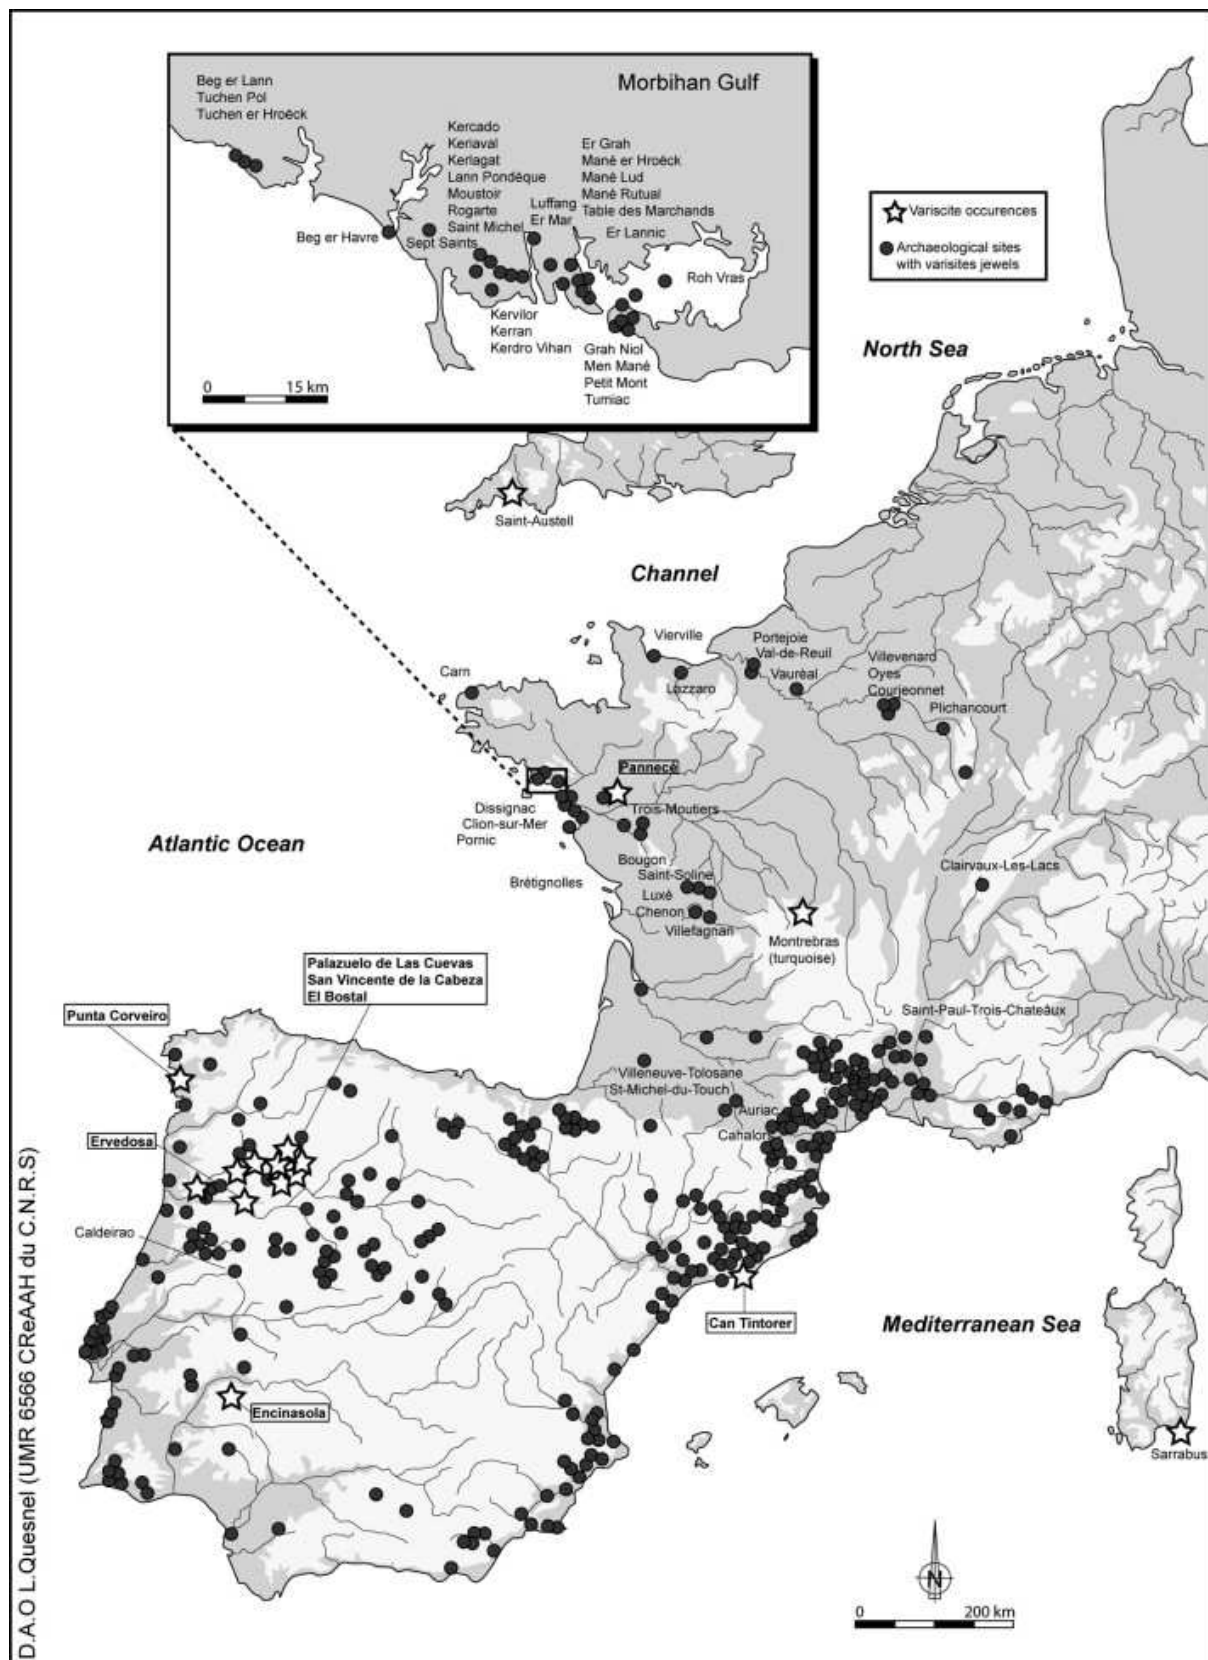 Morbihan Gulf
Beg er Lann
Tuchen Pol
Tuchen er Hroëck
Kercado
Keriaval
Kerlagat
Lann Pondèque
Moustoir
Rogarte
Saint Michel
Er Grah
Mané er Hroëck
Mané Lud
Mané Rutual
Table des Marchands
Luffang
Er Mar
Er Lannic
Beg er Havre
Sept Saints
Roh Vras
Kervilor
Kerran
Kerdro Vihan
Grah Niol
Men Mané
Petit Mont
Tumiac
0 15 km
Variscite occurences
Archaeological sites
with varisites jewels
North Sea
Saint-Austell
Channel
Vierville
Portejoie
Val-de-Reuil
Villevenard
Oyes
Courjeonnet
Carn
Lazzaro
Vauréal
Plichancourt
Pannecé
Dissignac
Clion-sur-Mer
Pornic
Trois-Moutiers
Atlantic Ocean
Bougon
Saint-Soline
Clairvaux-Les-Lacs
Brétignolles
Luxé
Chenon
Villefagnan
Montrebras
(turquoise)
Palazuelo de Las Cuevas
San Vincente de la Cabeza
El Bostal
Punta Corveiro
Saint-Paul-Trois-Chateâux
Villeneuve-Tolosane
St-Michel-du-Touch
Auriac
Cahalort
Ervedosa
Caldeirao
Can Tintorer
Mediterranean Sea
Encinasola
Sarrabus
N
0 200 km
D.A.O L.Quesnel (UMR 6566 CReAAH du C.N.R.S)